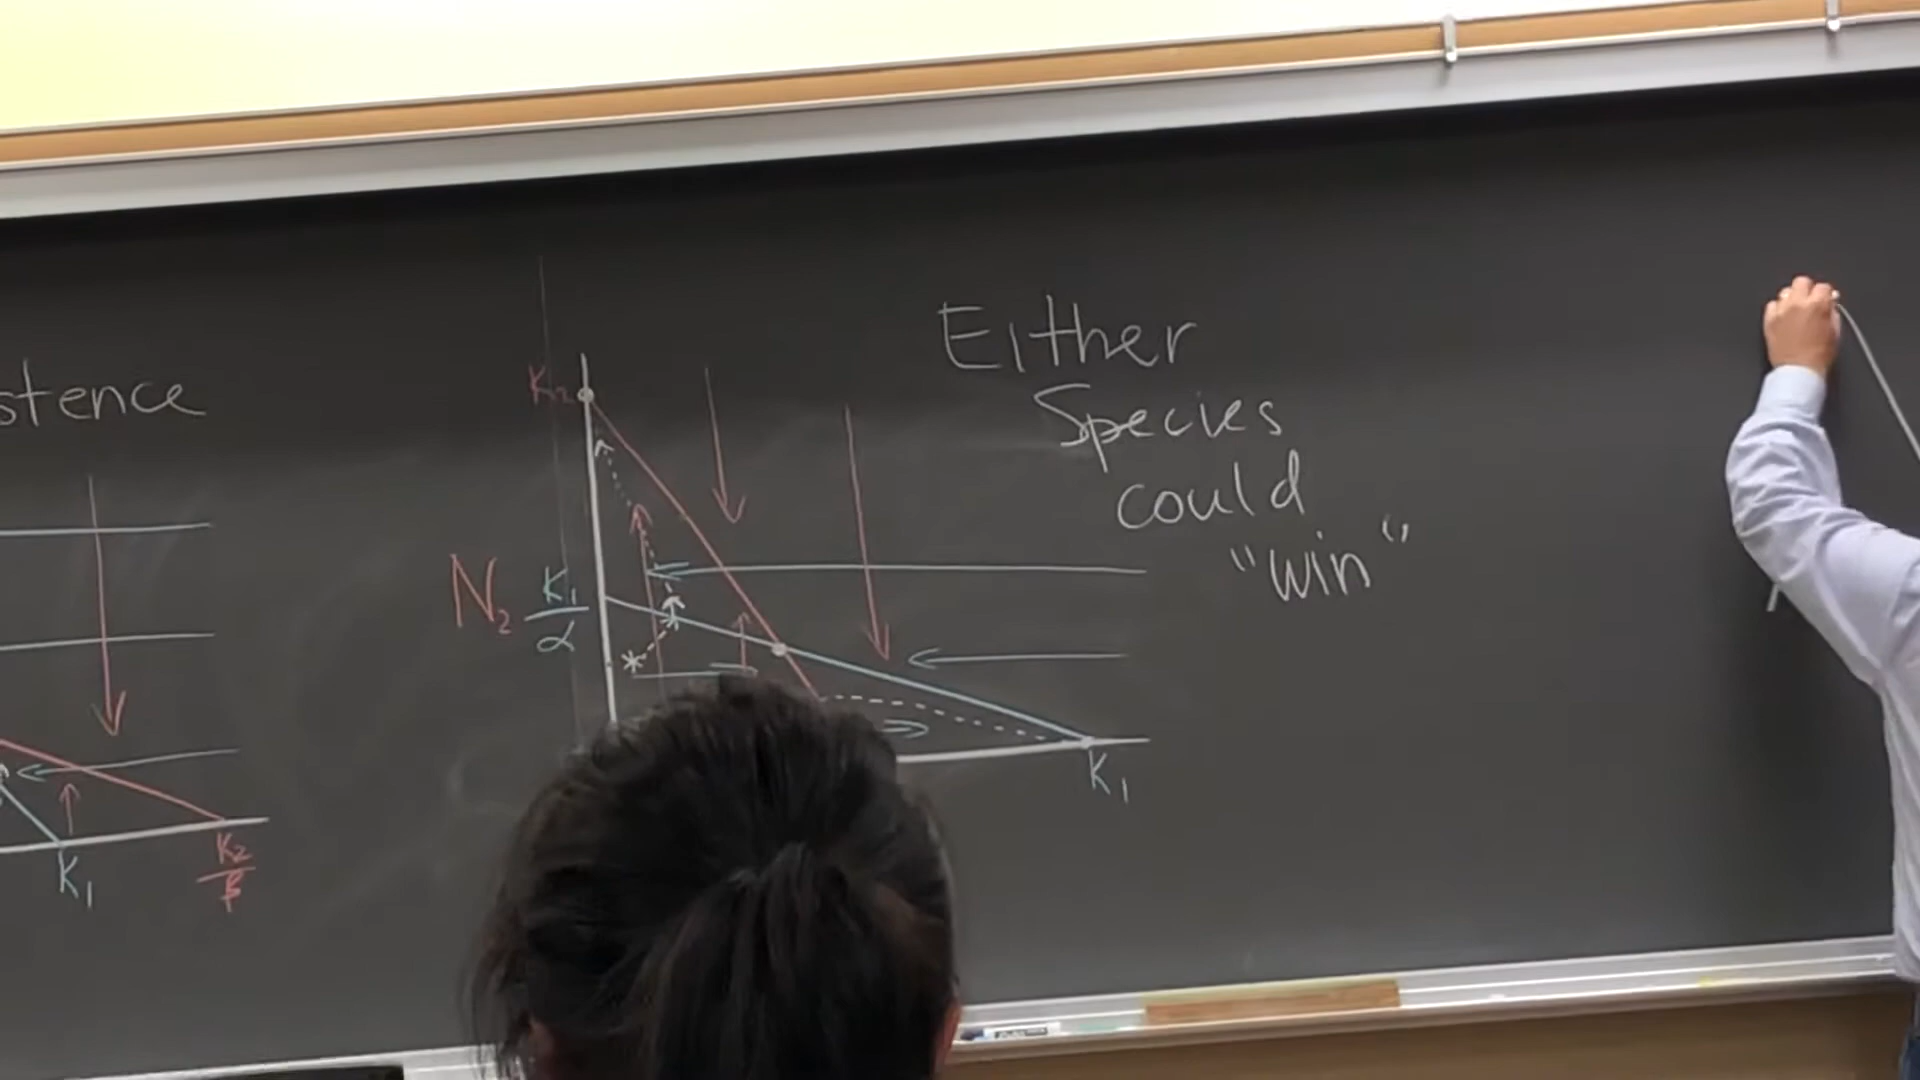 stence
K₁
K₂
β
K₂
N₂
K₁
α
K₁
Either
Species
could
"win"